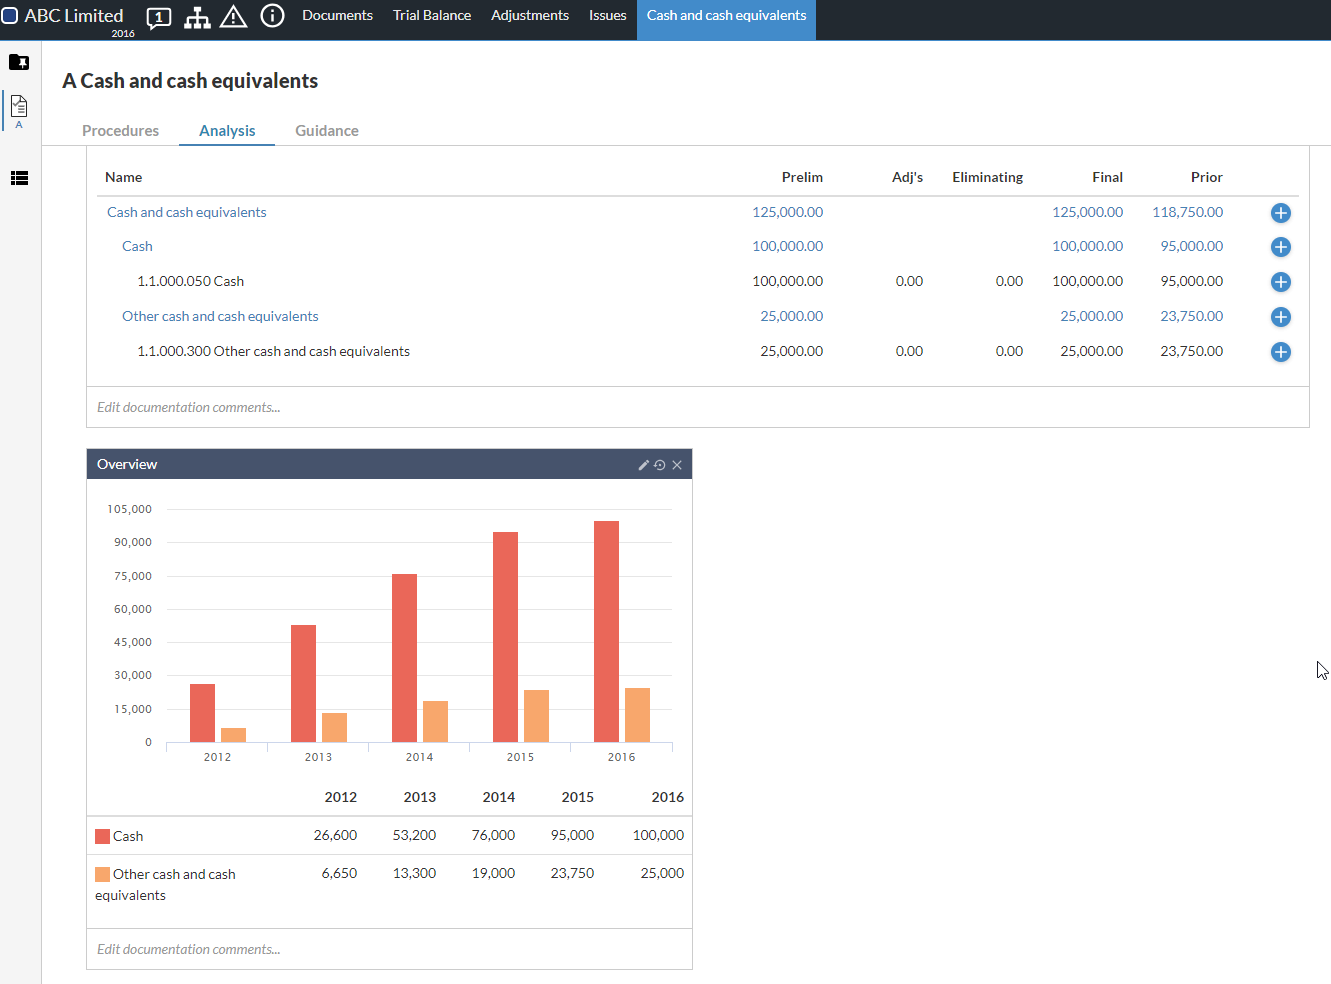 ABC Limited 1 Documents Trial Balance Adjustments Issues Cash and cash equivalents
2016
A Cash and cash equivalents
A
Procedures Analysis Guidance
Name Prelim Adj's Eliminating Final Prior
Cash and cash equivalents 125,000.00 125,000.00 118,750.00
Cash 100,000.00 100,000.00 95,000.00
1.1.000.050 Cash 100,000.00 0.00 0.00 100,000.00 95,000.00
Other cash and cash equivalents 25,000.00 25,000.00 23,750.00
1.1.000.300 Other cash and cash equivalents 25,000.00 0.00 0.00 25,000.00 23,750.00
Edit documentation comments...
Overview
105,000
90,000
75,000
60,000
45,000
30,000
15,000
0
2012 2013 2014 2015 2016
2012 2013 2014 2015 2016
Cash 26,600 53,200 76,000 95,000 100,000
Other cash and cash 6,650 13,300 19,000 23,750 25,000
equivalents
Edit documentation comments...